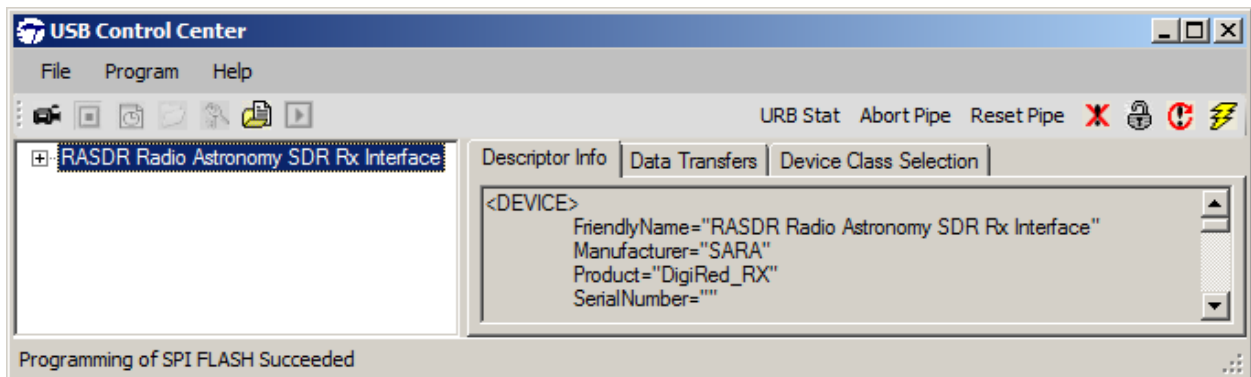 USB Control Center
File Program Help
URB Stat Abort Pipe Reset Pipe
RASDR Radio Astronomy SDR Rx Interface
Descriptor Info Data Transfers Device Class Selection
<DEVICE>
FriendlyName="RASDR Radio Astronomy SDR Rx Interface"
Manufacturer="SARA"
Product="DigiRed_RX"
SerialNumber=""
Programming of SPI FLASH Succeeded